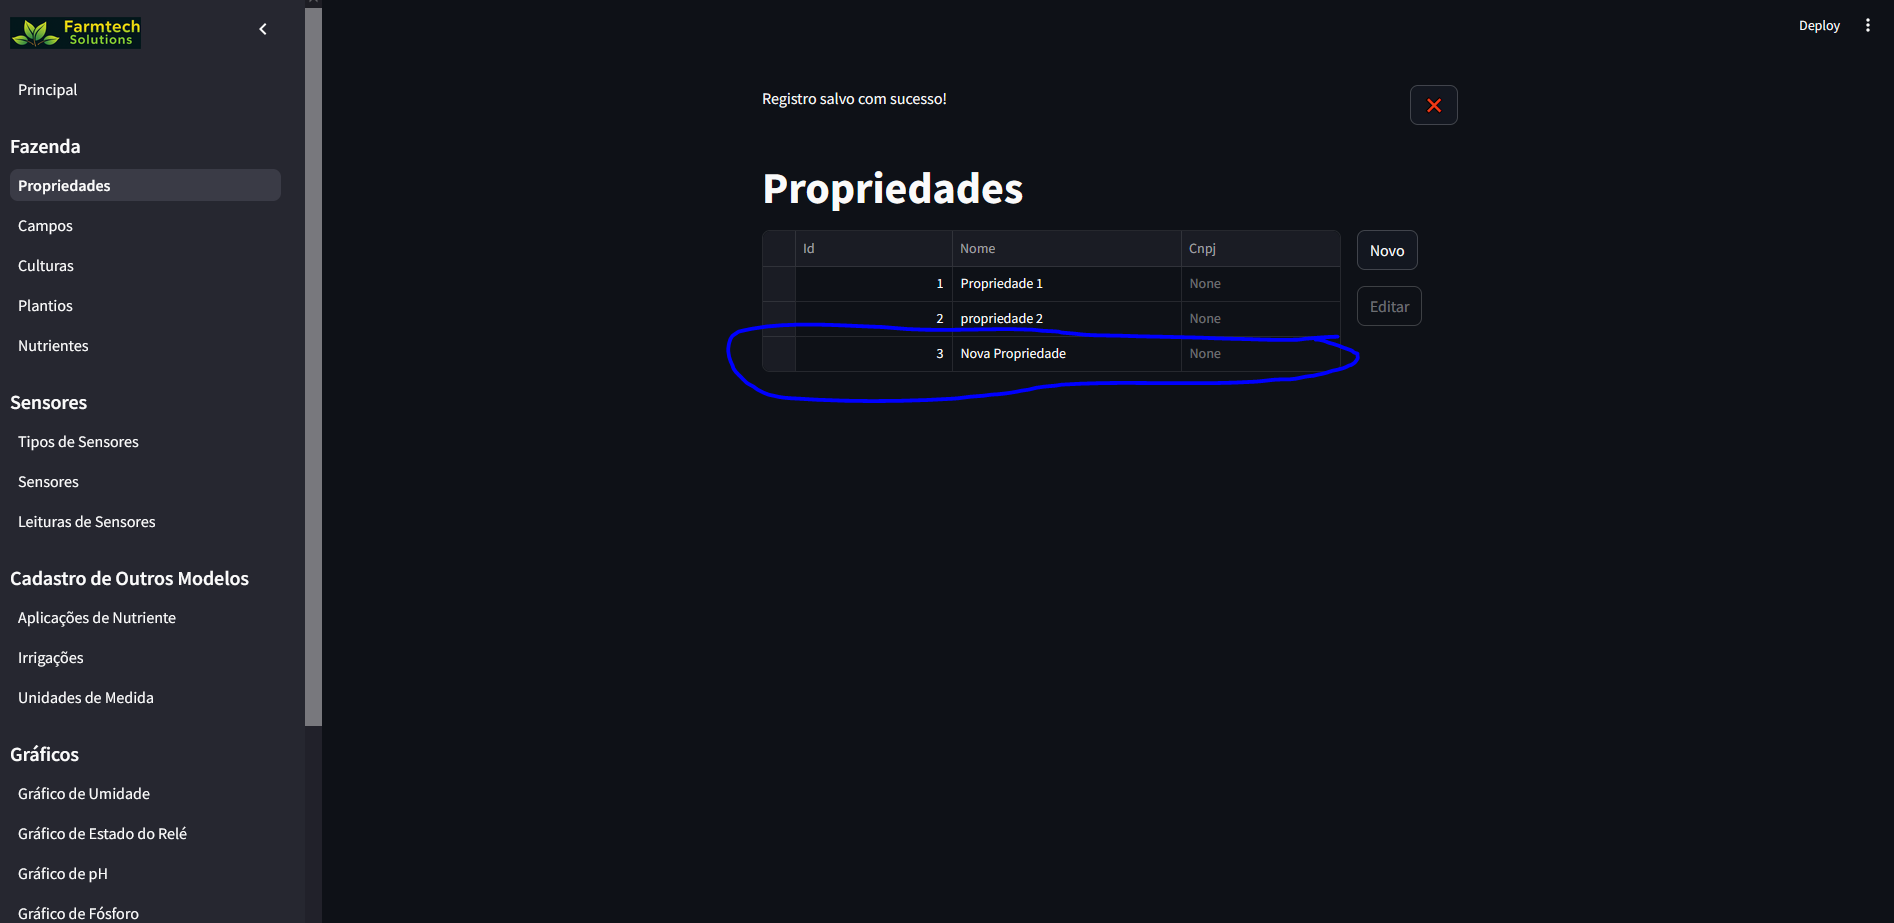 Farmtech
Solutions
Principal
Fazenda
Propriedades
Campos
Culturas
Plantios
Nutrientes
Sensores
Tipos de Sensores
Sensores
Leituras de Sensores
Cadastro de Outros Modelos
Aplicações de Nutriente
Irrigações
Unidades de Medida
Gráficos
Gráfico de Umidade
Gráfico de Estado do Relé
Gráfico de pH
Gráfico de Fósforo
Deploy
Registro salvo com sucesso!
Propriedades
Id Nome Cnpj
1 Propriedade 1 None
2 propriedade 2 None
3 Nova Propriedade None
Novo
Editar